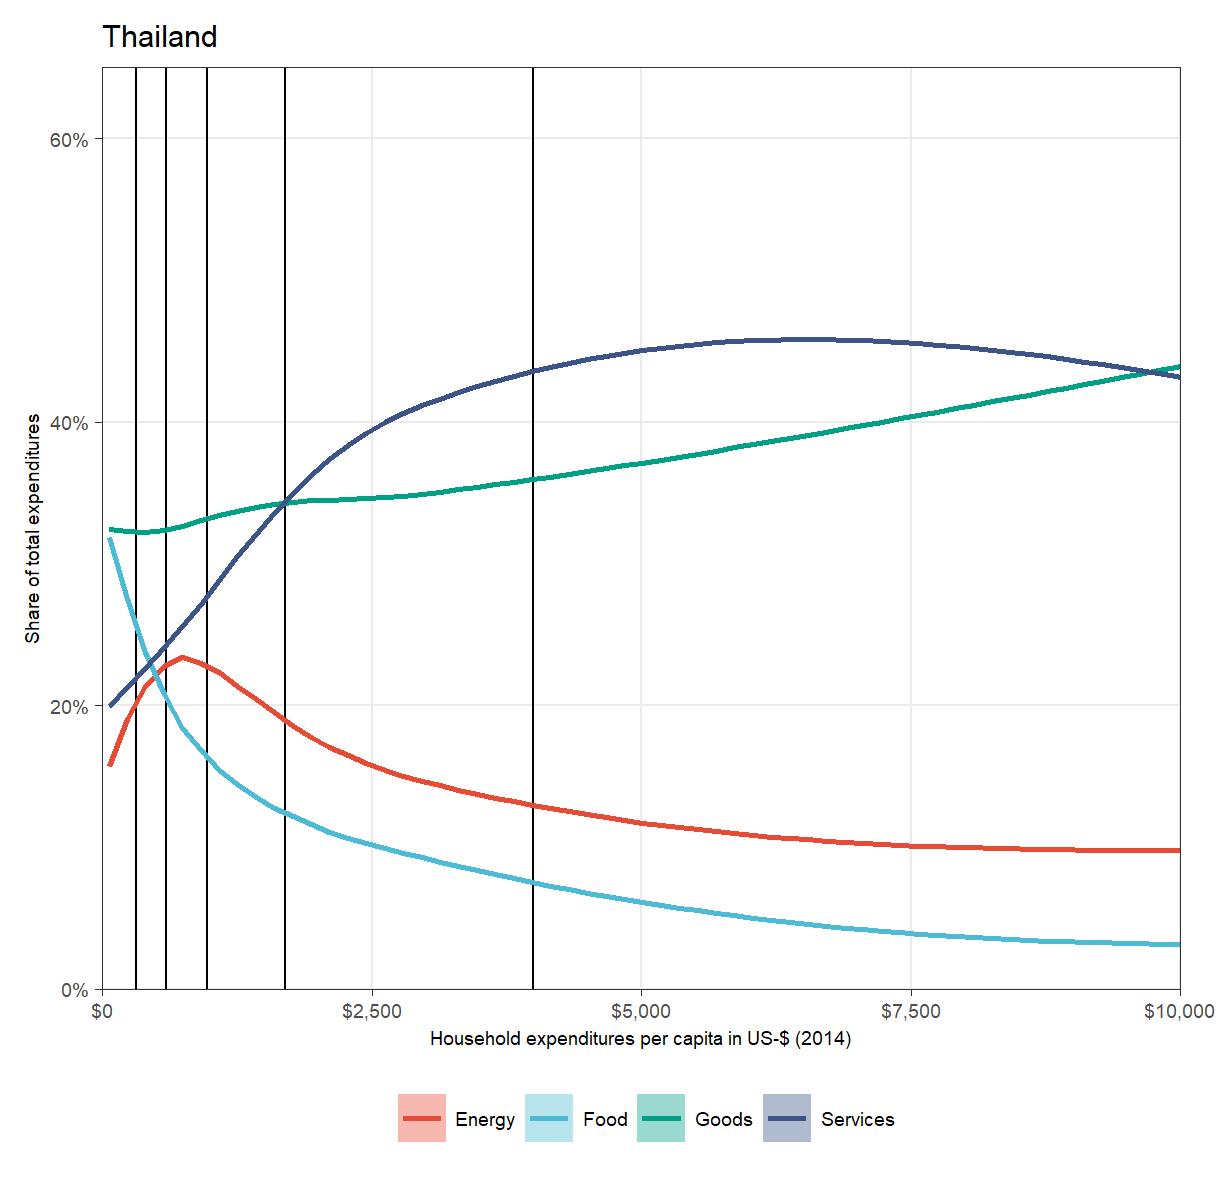 Thailand
60%
40%
20%
0%
Share of total expenditures
$0 $2,500 $5,000 $7,500 $10,000
Household expenditures per capita in US-$ (2014)
Energy Food Goods Services